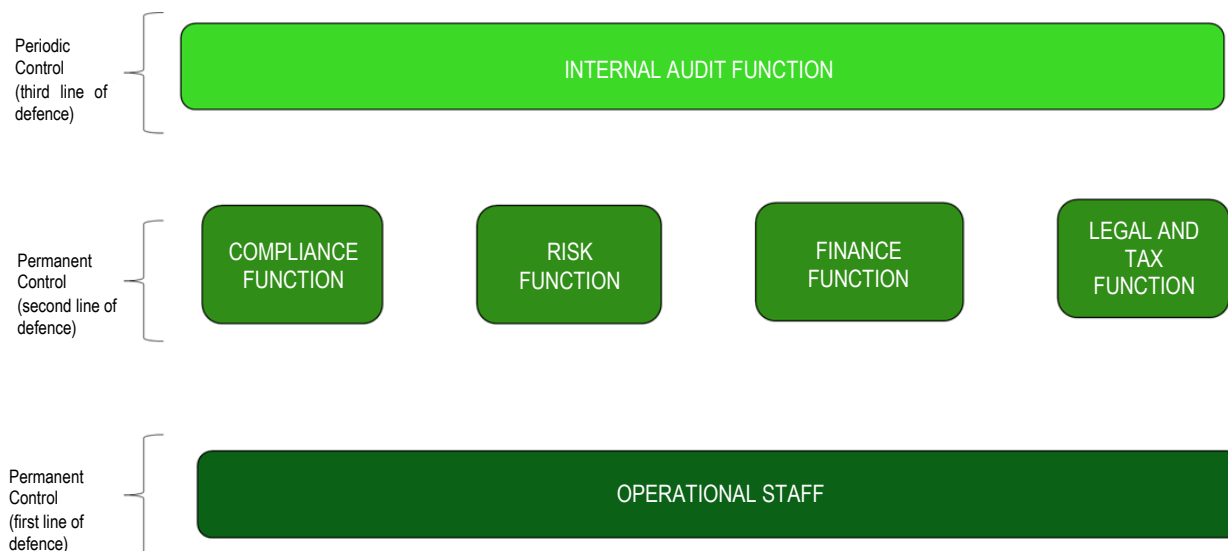 Periodic
Control
(third line of
defence)
INTERNAL AUDIT FUNCTION
Permanent
Control
(second line of
defence)
COMPLIANCE
FUNCTION
RISK
FUNCTION
FINANCE
FUNCTION
LEGAL AND
TAX
FUNCTION
Permanent
Control
(first line of
defence)
OPERATIONAL STAFF